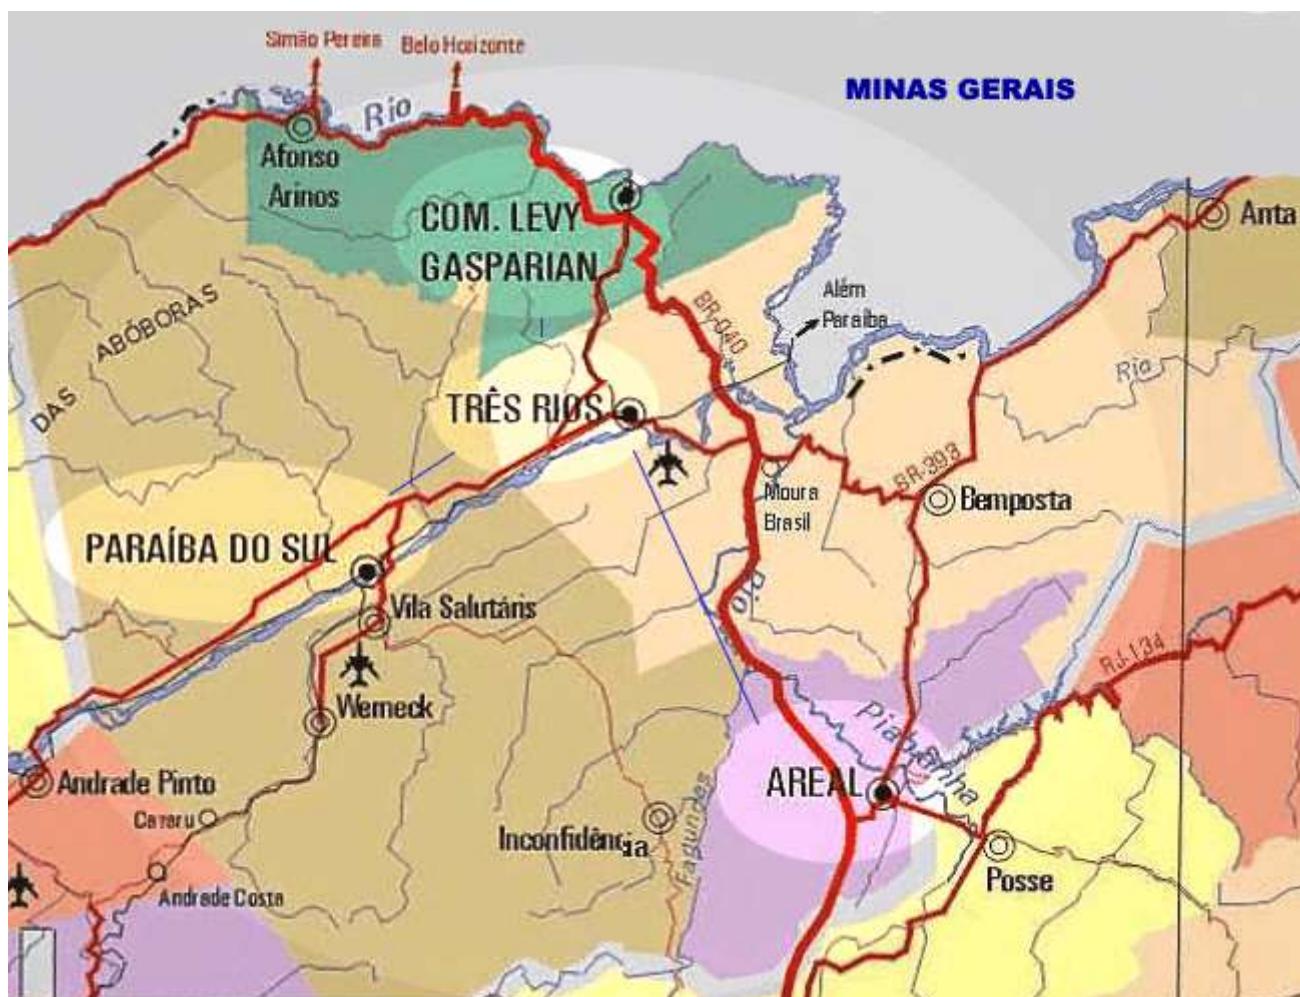 Simão Pereira
Belo Horizonte
MINAS GERAIS
Rio
Afonso
Arinos
COM. LEVY
GASPARIAN
Anta
DAS ABÓBORAS
BR-040
Além
Paraíba
Rio
TRÊS RIOS
BR-393
Moura
Brasil
Bemposta
PARAÍBA DO SUL
Vila Salutáris
Rio
RJ-134
Werneck
Piabanha
Andrade Pinto
AREAL
Cavaru
Inconfidência
Fagundes
Posse
Andrade Costa